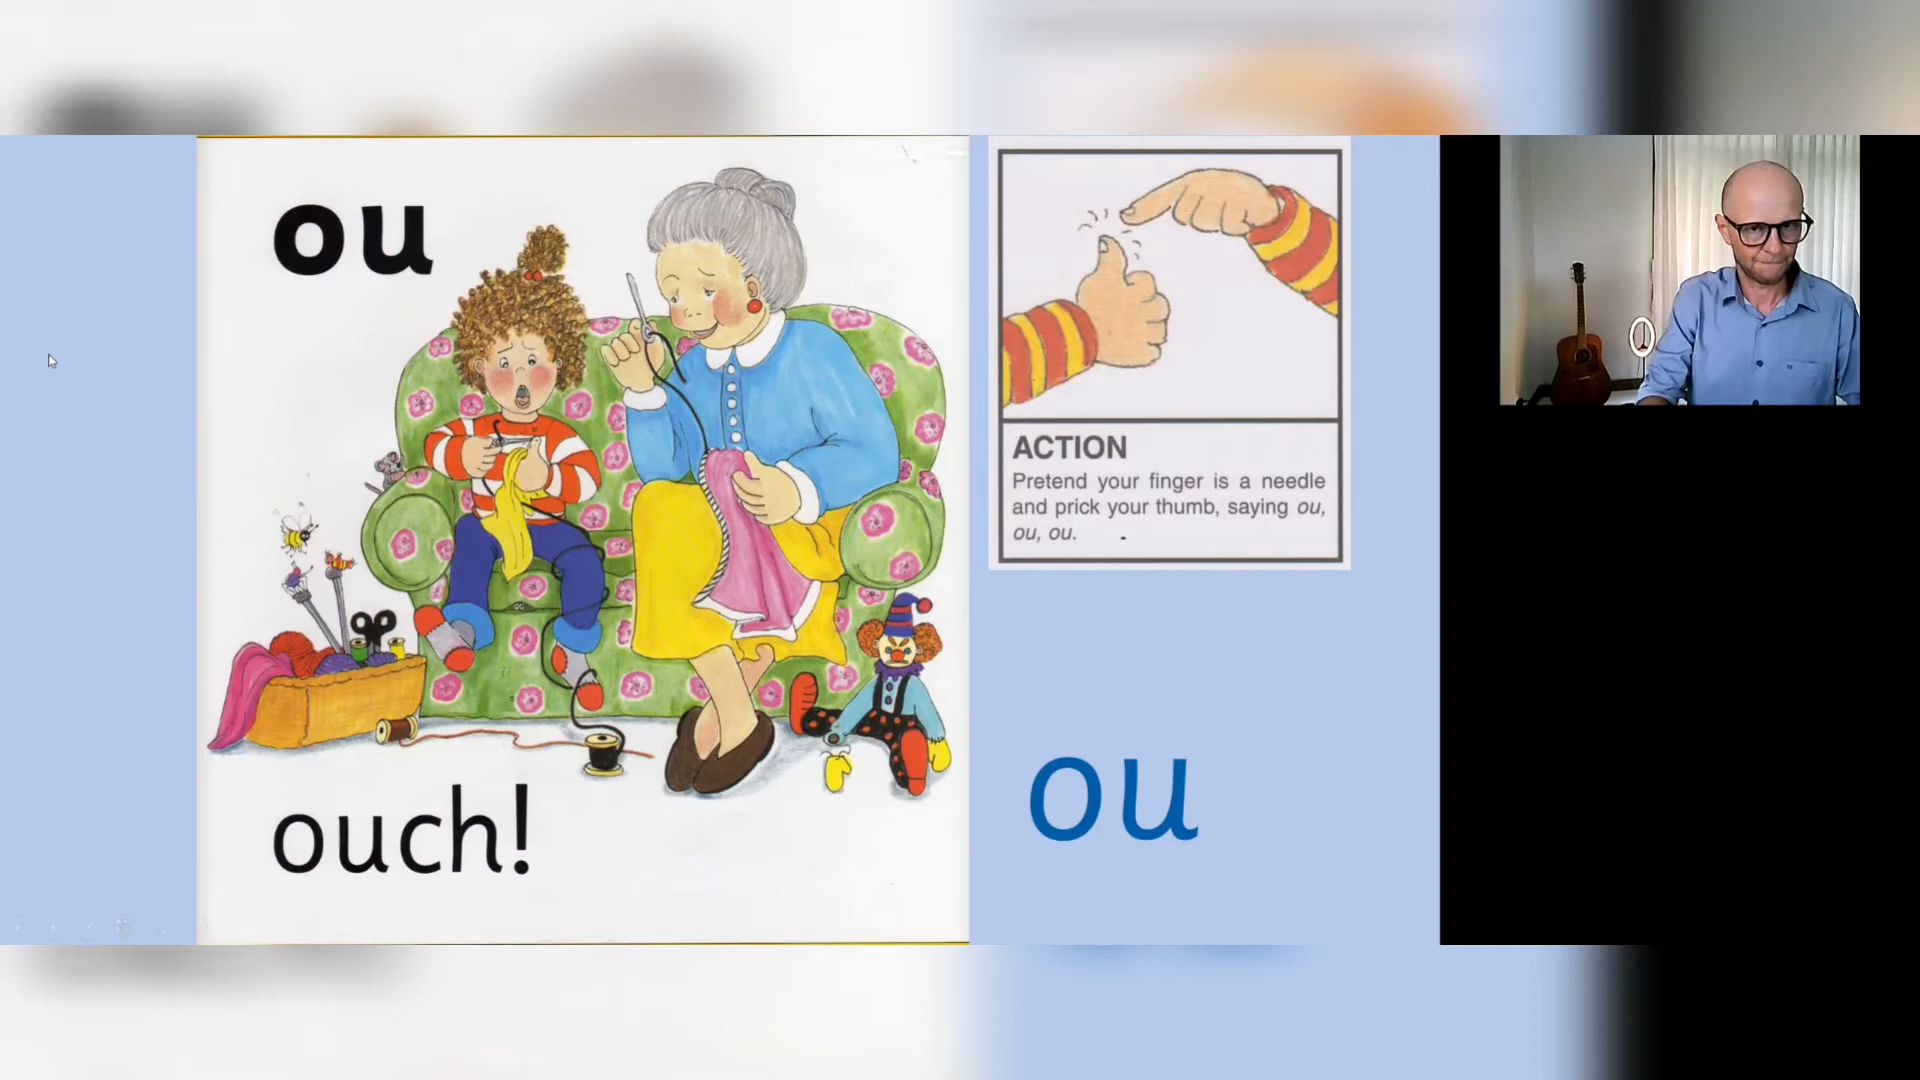 ou
ouch!
ACTION
Pretend your finger is a needle
and prick your thumb, saying ou,
ou, ou.
ou